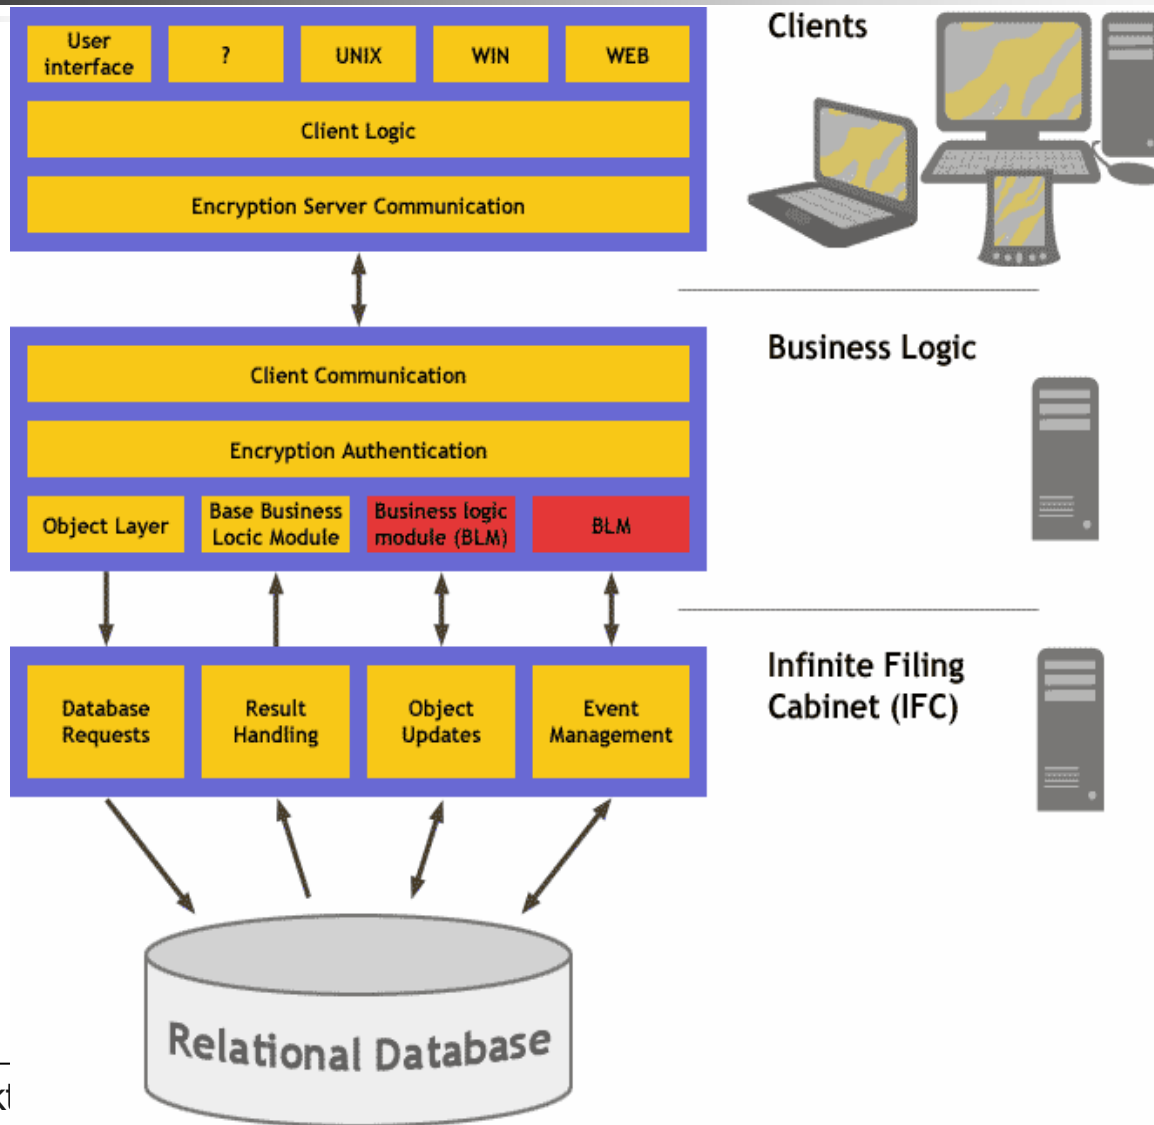 User
interface
?
UNIX
WIN
WEB
Client Logic
Encryption Server Communication
Clients
Client Communication
Encryption Authentication
Object Layer
Base Business
Locic Module
Business logic
module (BLM)
BLM
Business Logic
Database
Requests
Result
Handling
Object
Updates
Event
Management
Infinite Filing
Cabinet (IFC)
Relational Database